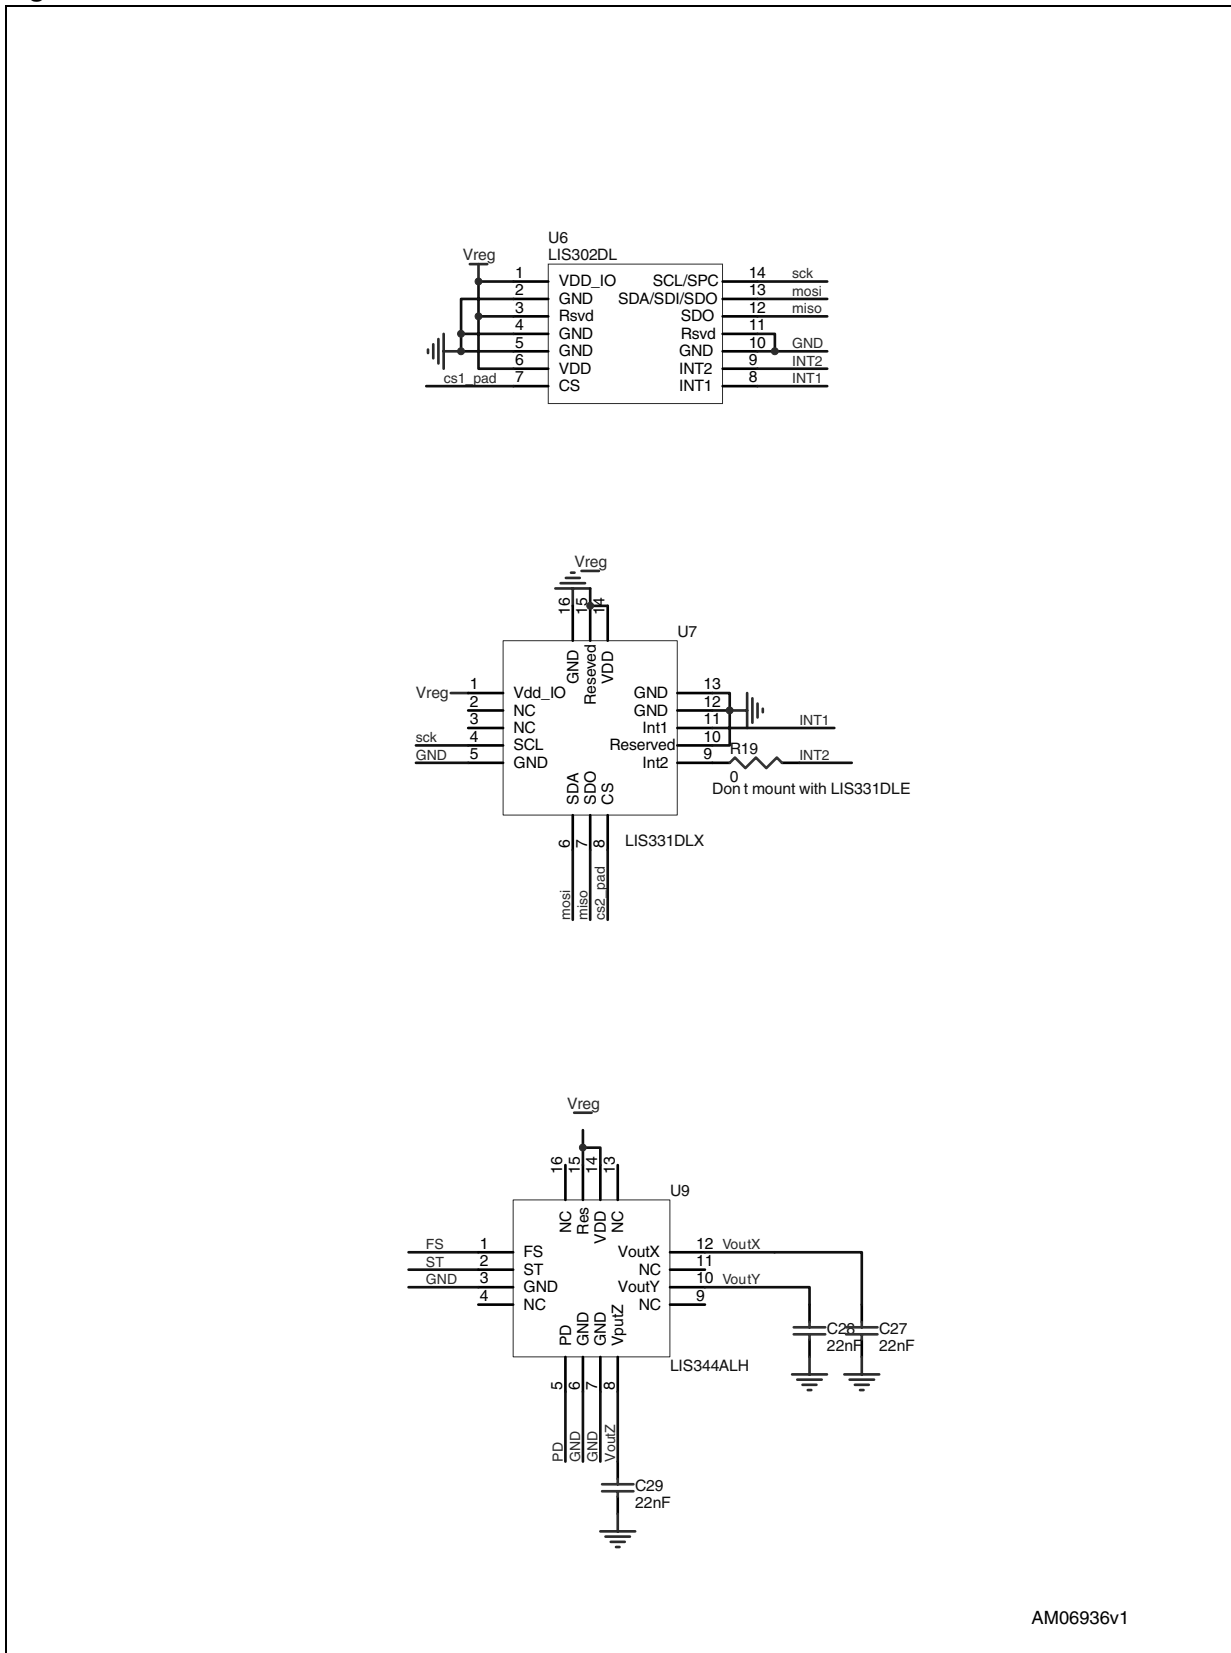 U6
LIS302DL
Vreg
1 VDD_IO SCL/SPC 14 sck
2 GND SDA/SDI/SDO 13 mosi
3 Rsvd SDO 12 miso
4 GND Rsvd 11
5 GND GND 10 GND
6 VDD INT2 9 INT2
cs1_pad 7 CS INT1 8 INT1
Vreg
16 15 14
U7
GND Reseved VDD
Vreg 1 Vdd_IO GND 13
2 NC GND 12
3 NC Int1 11 INT1
sck 4 SCL Reserved 10
GND 5 GND Int2 9 R19 INT2
0
Don t mount with LIS331DLE
SDA SDO CS
LIS331DLX
6 7 8
mosi miso cs2_pad
Vreg
16 15 14 13
U9
NC Res VDD NC
FS 1 FS VoutX 12 VoutX
ST 2 ST NC 11
GND 3 GND VoutY 10 VoutY
4 NC NC 9
PD GND GND VputZ
C28 C27
22nF 22nF
LIS344ALH
5 6 7 8
PD GND GND VoutZ
C29
22nF
AM06936v1